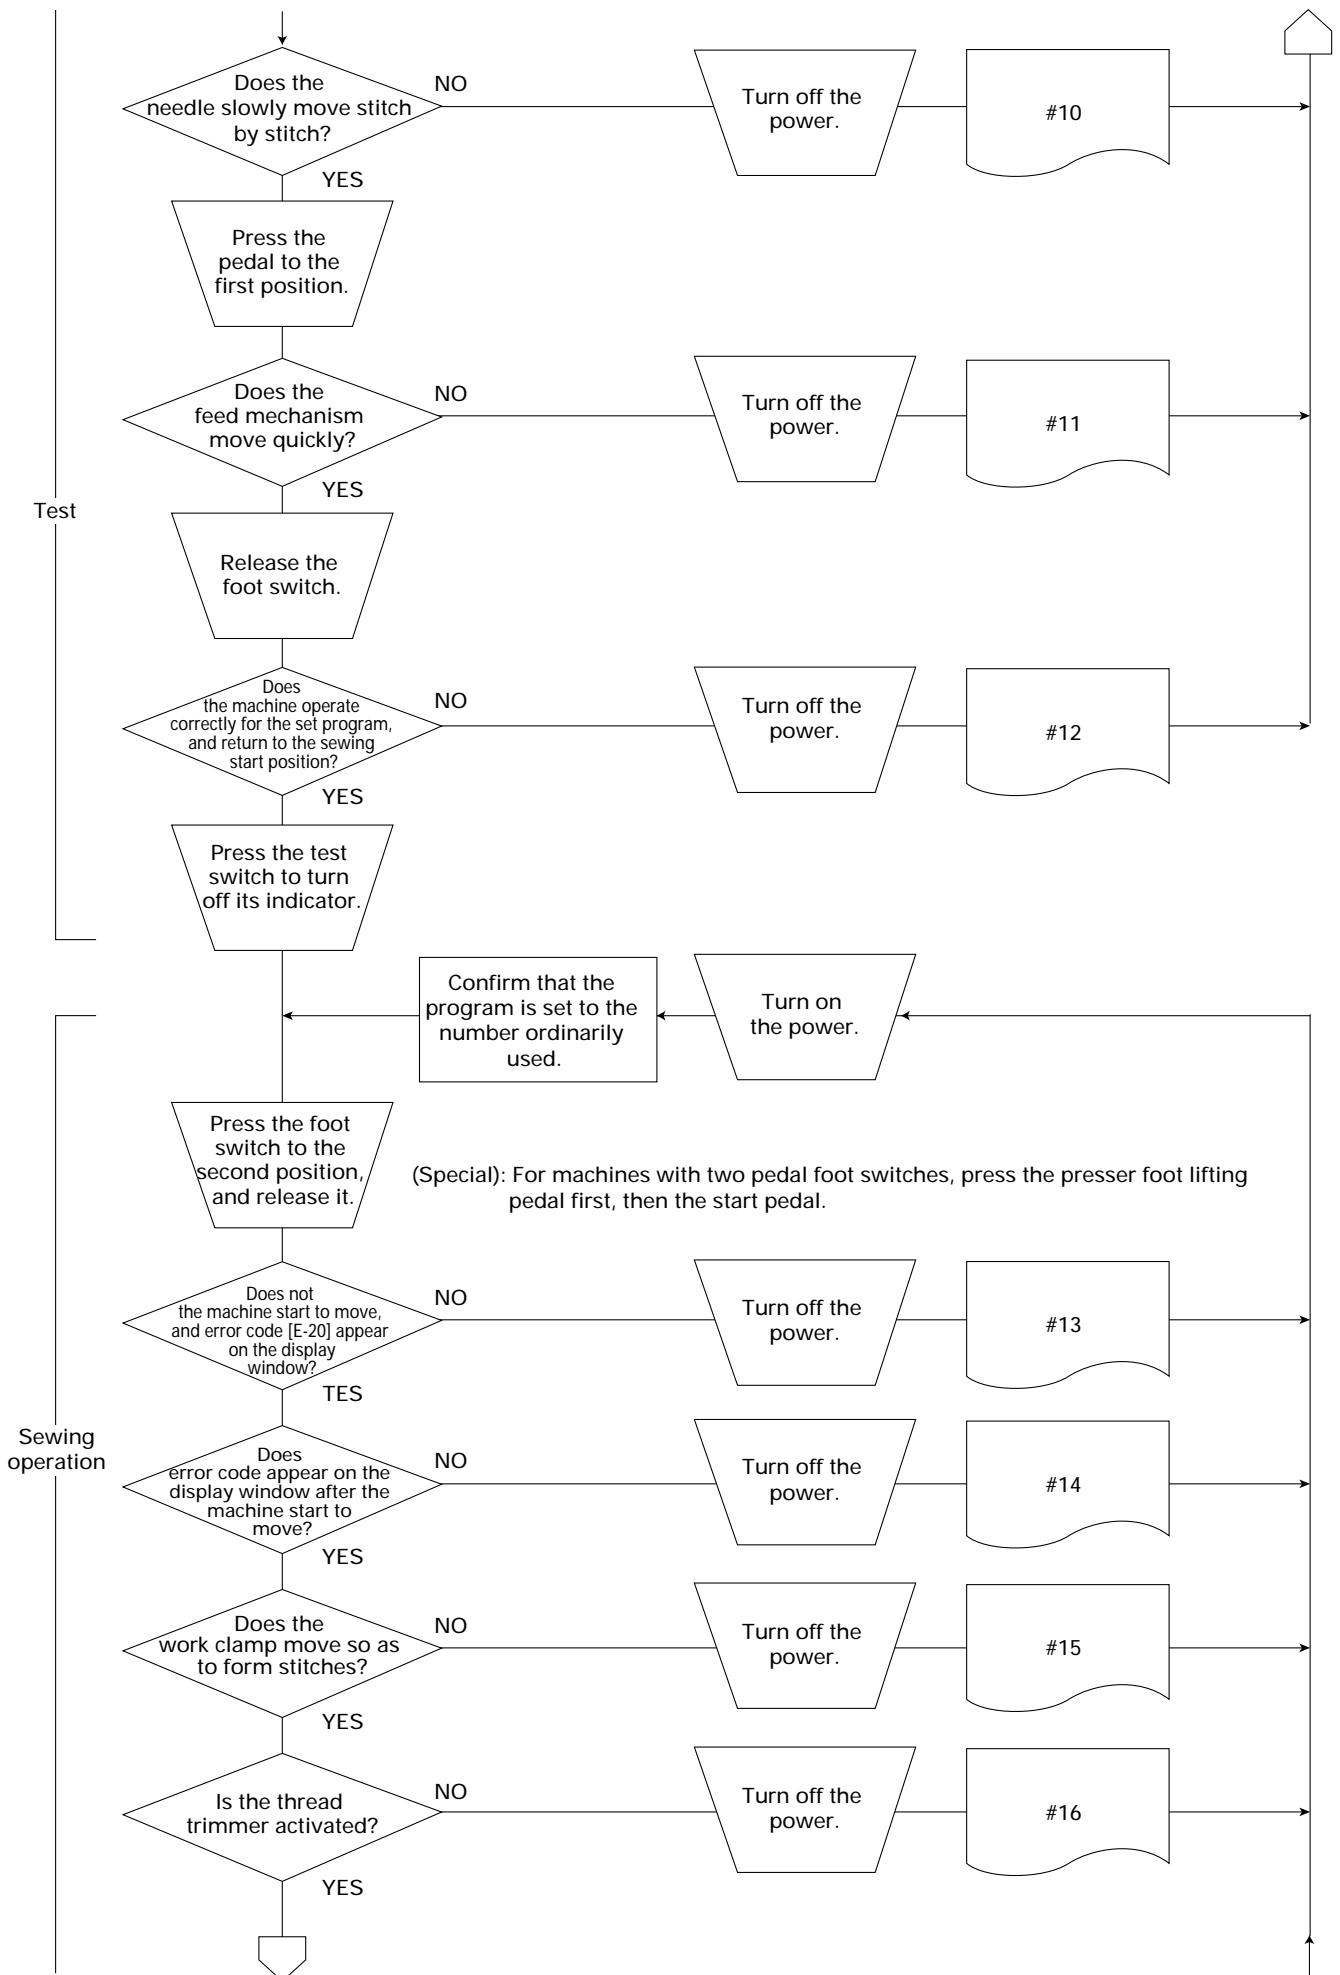 Does the
needle slowly move stitch
by stitch?
NO
Turn off the
power.
#10
YES
Press the
pedal to the
first position.
Does the
feed mechanism
move quickly?
NO
Turn off the
power.
#11
YES
Test
Release the
foot switch.
Does
the machine operate
correctly for the set program,
and return to the sewing
start position?
NO
Turn off the
power.
#12
YES
Press the test
switch to turn
off its indicator.
Confirm that the
program is set to the
number ordinarily
used.
Turn on
the power.
Press the foot
switch to the
second position,
and release it.
(Special): For machines with two pedal foot switches, press the presser foot lifting
pedal first, then the start pedal.
Does not
the machine start to move,
and error code [E-20] appear
on the display
window?
NO
Turn off the
power.
#13
TES
Sewing
operation
Does
error code appear on the
display window after the
machine start to
move?
NO
Turn off the
power.
#14
YES
Does the
work clamp move so as
to form stitches?
NO
Turn off the
power.
#15
YES
Is the thread
trimmer activated?
NO
Turn off the
power.
#16
YES